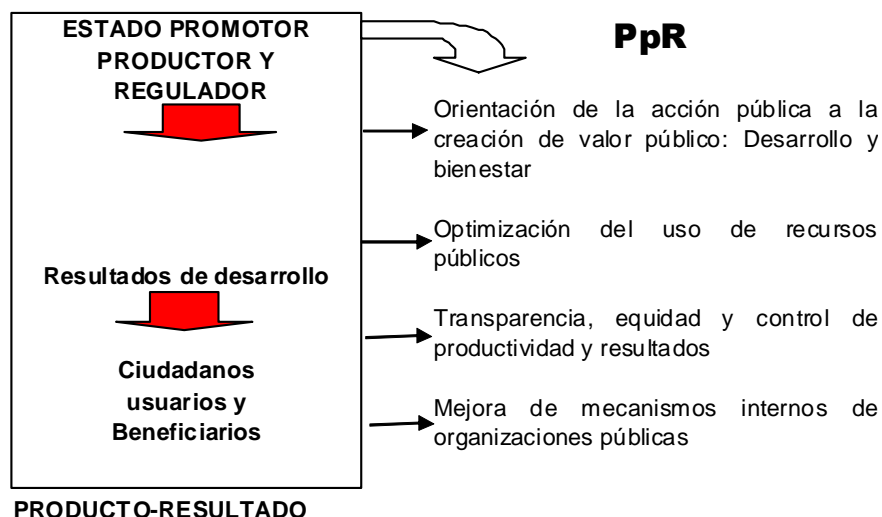 ESTADO PROMOTOR
PRODUCTOR Y
REGULADOR
Resultados de desarrollo
Ciudadanos
usuarios y
Beneficiarios
PRODUCTO-RESULTADO
PpR
Orientación de la acción pública a la
creación de valor público: Desarrollo y
bienestar
Optimización del uso de recursos
públicos
Transparencia, equidad y control de
productividad y resultados
Mejora de mecanismos internos de
organizaciones públicas